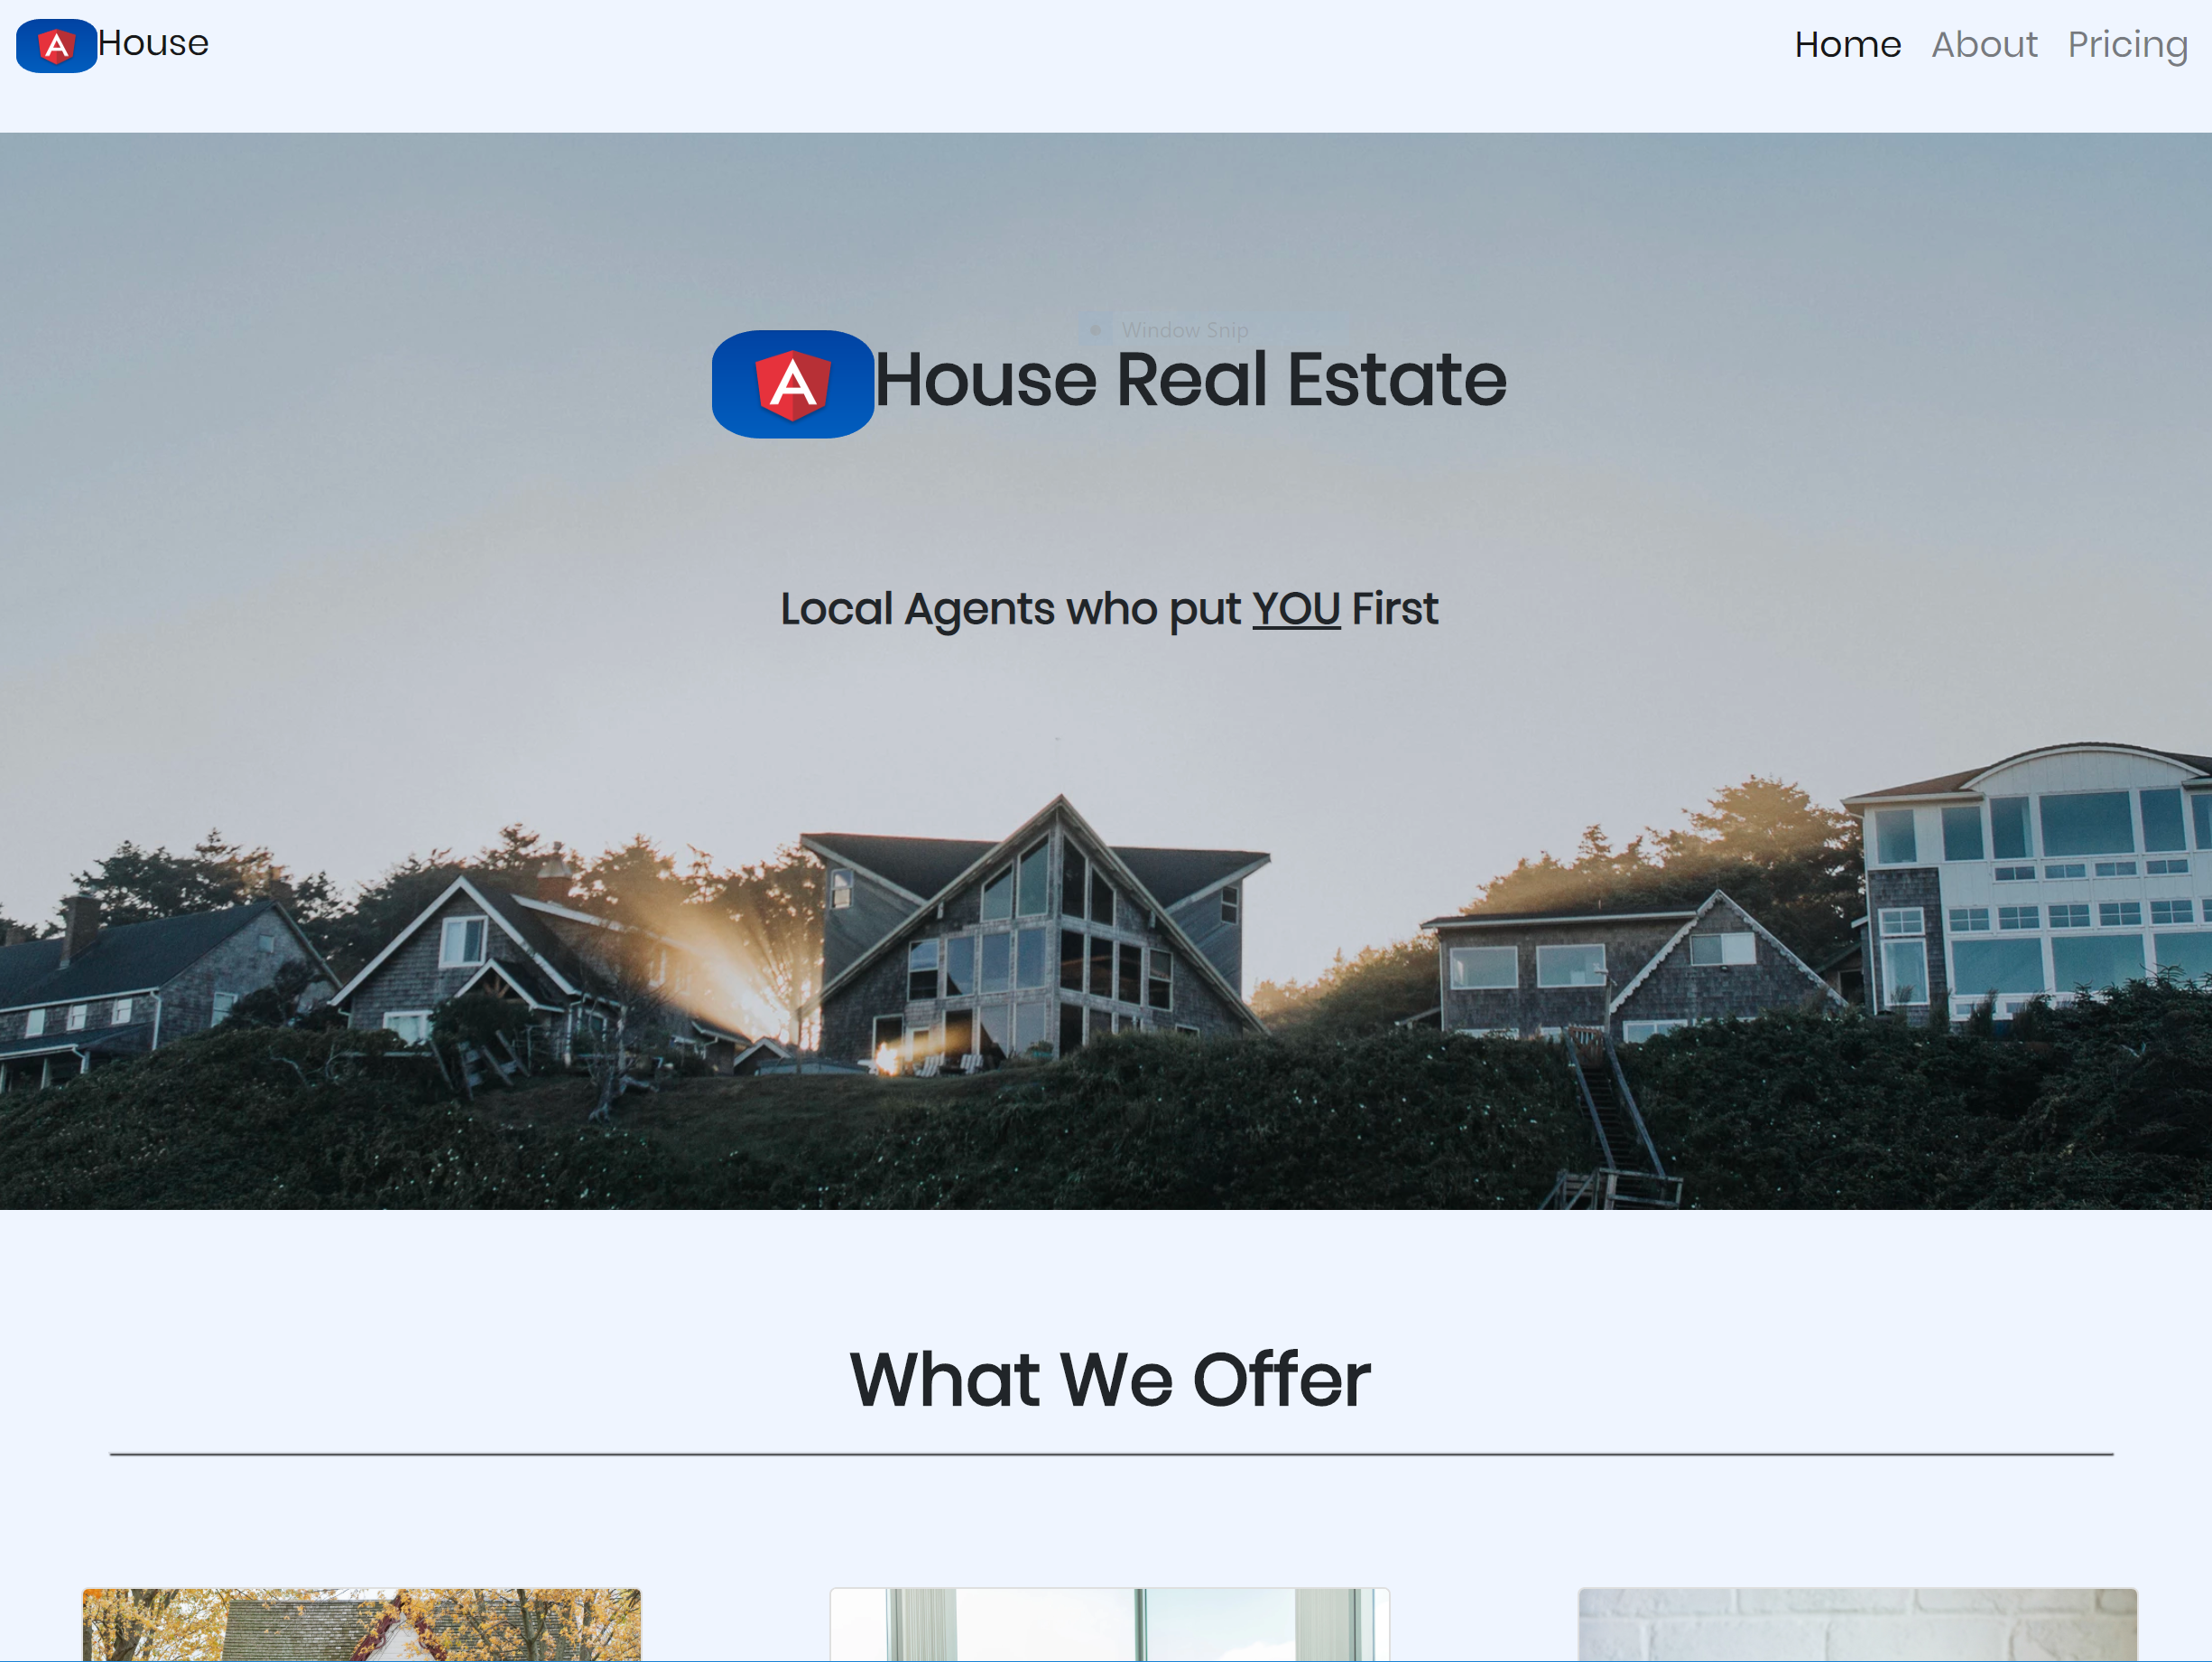 A House
Home About Pricing
Window Snip
A House Real Estate
Local Agents who put YOU First
What We Offer